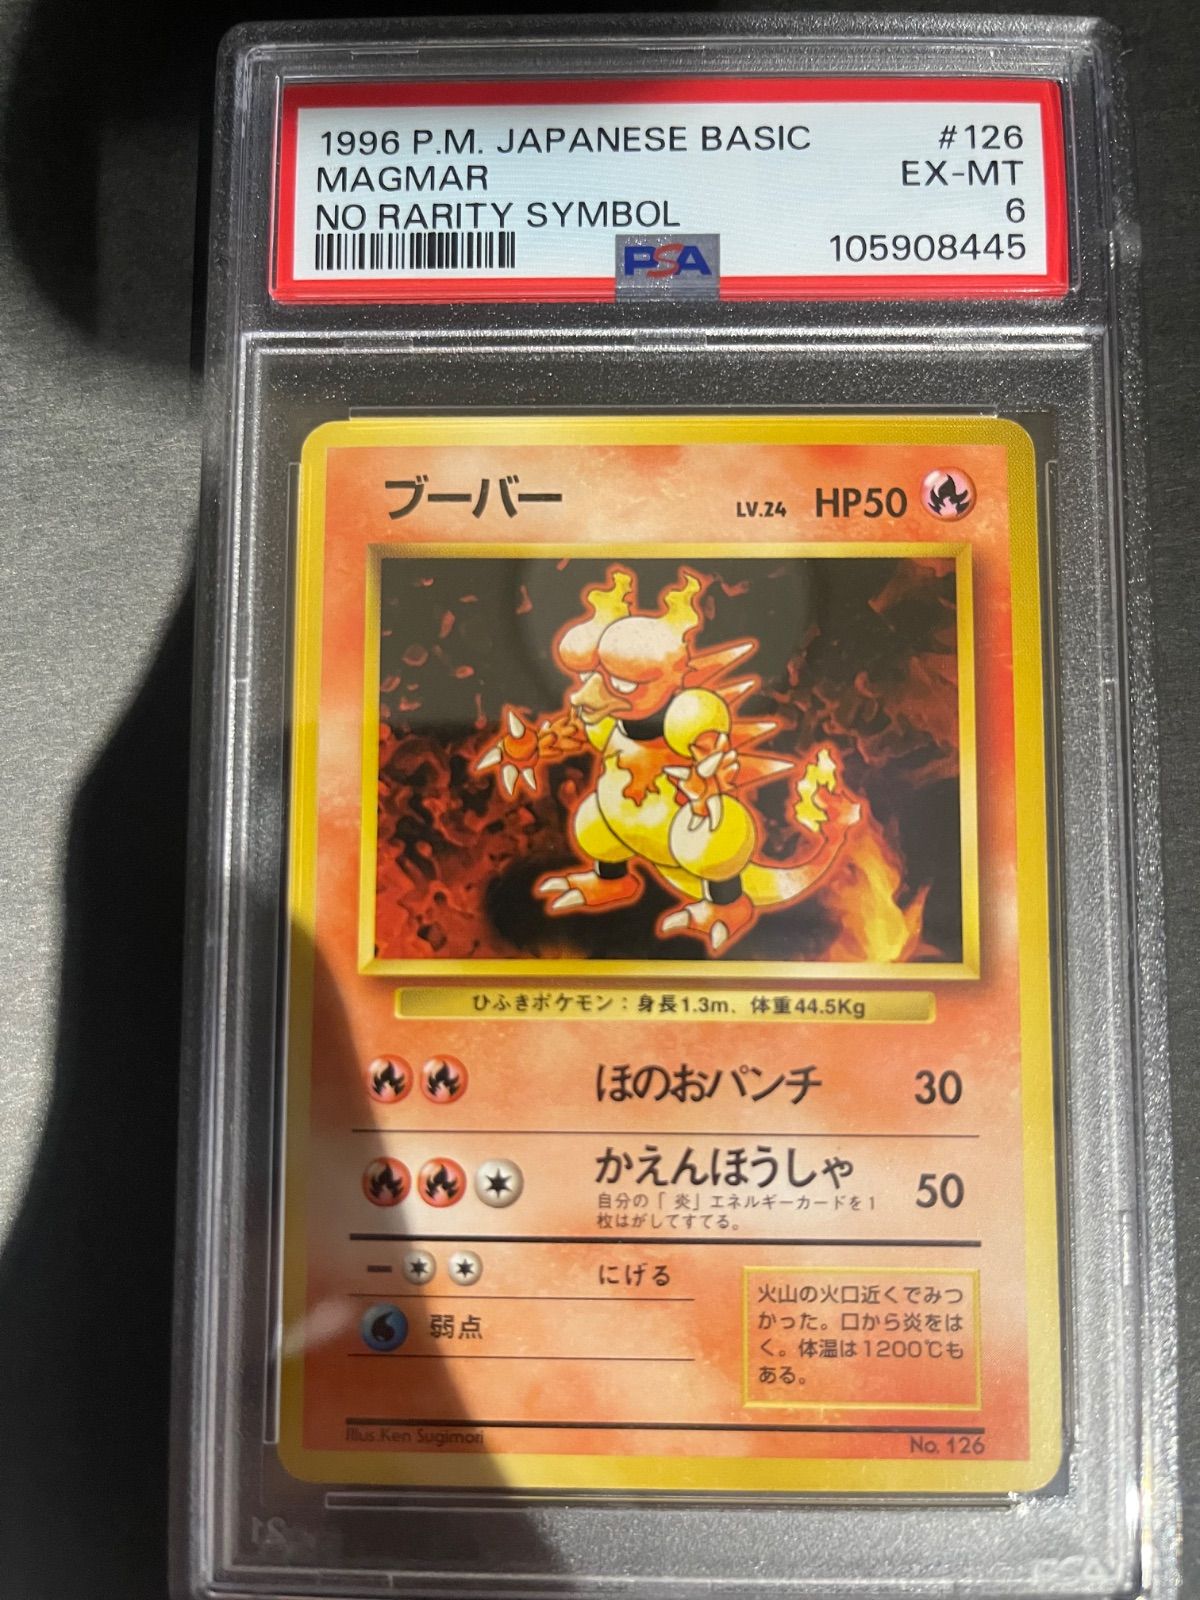 1996 P.M. JAPANESE BASIC #126
MAGMAR EX-MT
NO RARITY SYMBOL 6
PSA 105908445
ブーバー LV.24 HP50
ひふきポケモン：身長1.3m、体重44.5Kg
ほのおパンチ 30
かえんほうしゃ 50
自分の「炎」エネルギーカードを1
枚はがしてすてる。
にげる
弱点
火山の火口近くでみつ
かった。口から炎をは
く。体温は1200℃も
ある。
Illus.Ken Sugimori No. 126